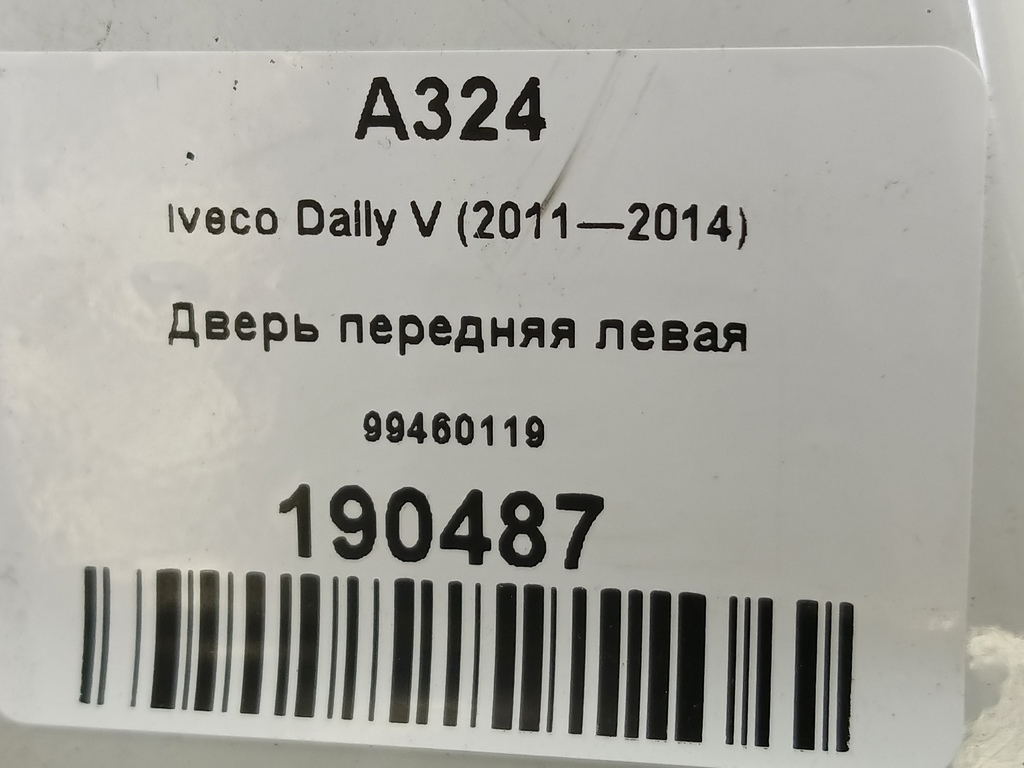 A324
Iveco Daily V (2011—2014)
Дверь передняя левая
99460119
190487